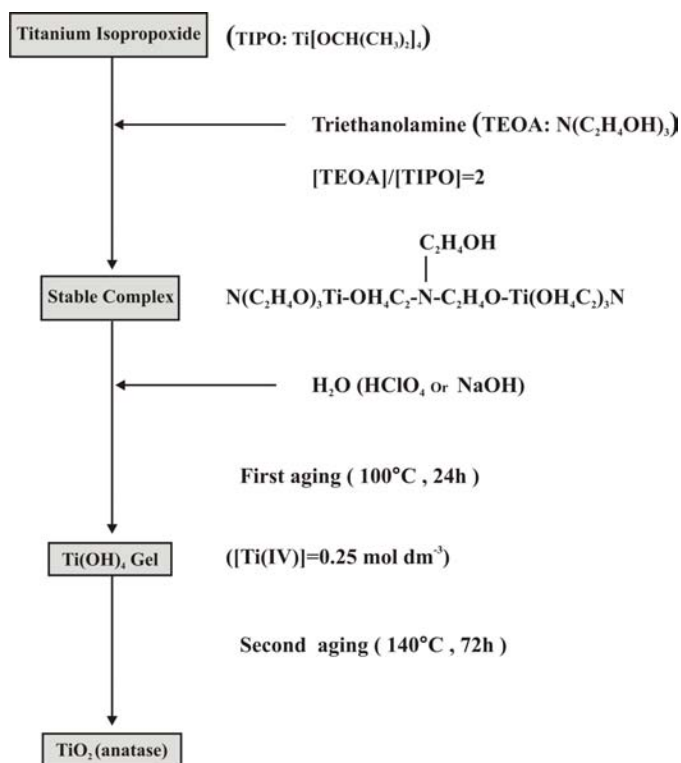 Titanium Isopropoxide (TIPO: Ti[OCH(CH₃)₂]₄)
Triethanolamine (TEOA: N(C₂H₄OH)₃)
[TEOA]/[TIPO]=2
C₂H₄OH
Stable Complex N(C₂H₄O)₃Ti-OH₄C₂-N-C₂H₄O-Ti(OH₄C₂)₃N
H₂O (HClO₄ Or NaOH)
First aging ( 100°C , 24h )
Ti(OH)₄ Gel ([Ti(IV)]=0.25 mol dm⁻³)
Second aging ( 140°C , 72h )
TiO₂ (anatase)